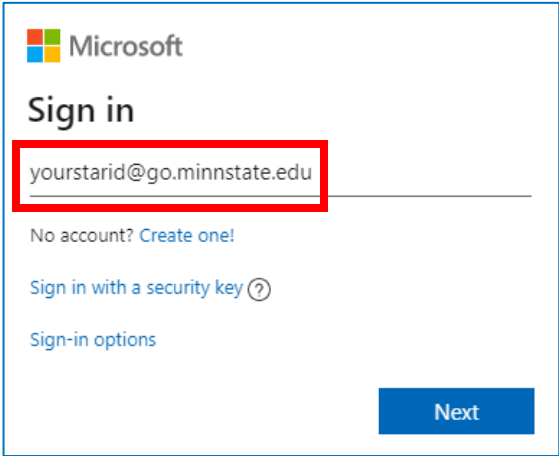 Microsoft
Sign in
yourstarid@go.minnstate.edu
No account? Create one!
Sign in with a security key ?
Sign-in options
Next